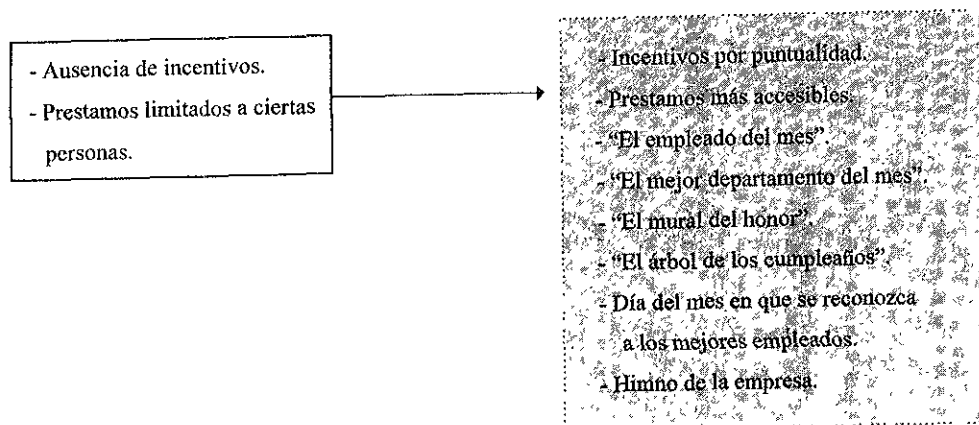 - Ausencia de incentivos.
- Prestamos limitados a ciertas
personas.
- Incentivos por puntualidad.
- Prestamos más accesibles.
- “El empleado del mes”.
- “El mejor departamento del mes”.
- “El mural del honor”.
- “El árbol de los cumpleaños”.
- Día del mes en que se reconozca
a los mejores empleados.
- Himno de la empresa.